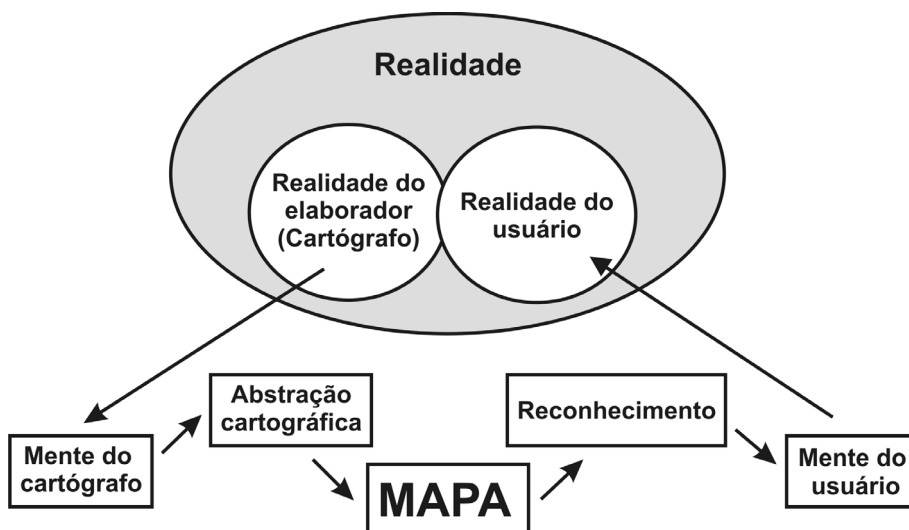 Realidade
Realidade do
elaborador
(Cartógrafo)
Realidade do
usuário
Abstração
cartográfica
Reconhecimento
Mente do
cartógrafo
MAPA
Mente do
usuário